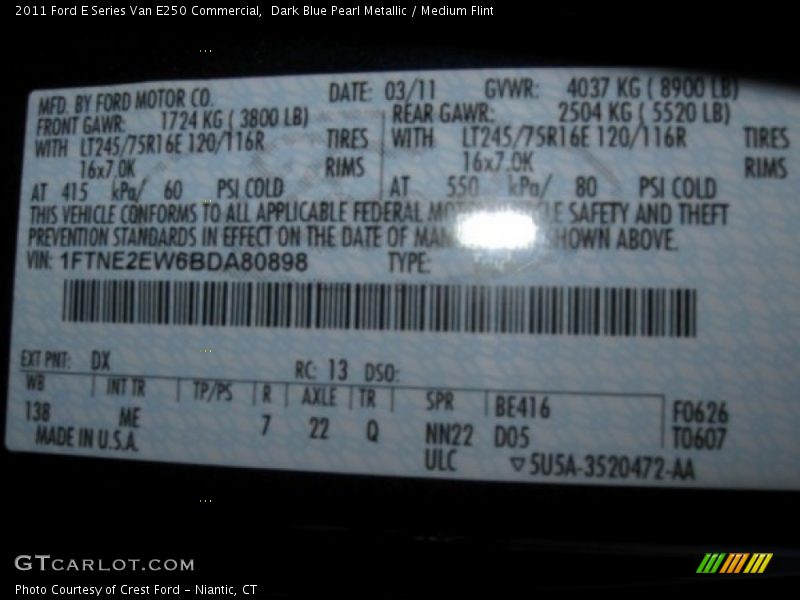 2011 Ford E Series Van E250 Commercial, Dark Blue Pearl Metallic / Medium Flint
MFD. BY FORD MOTOR CO. DATE: 03/11 GVWR: 4037 KG ( 8900 LB)
FRONT GAWR: 1724 KG ( 3800 LB) REAR GAWR: 2504 KG ( 5520 LB)
WITH LT245/75R16E 120/116R TIRES WITH LT245/75R16E 120/116R TIRES
16x7.0K RIMS 16x7.0K RIMS
AT 415 kPa/ 60 PSI COLD AT 550 kPa/ 80 PSI COLD
THIS VEHICLE CONFORMS TO ALL APPLICABLE FEDERAL SAFETY AND THEFT
PREVENTION STANDARDS IN EFFECT ON THE DATE OF SHOWN ABOVE.
VIN: 1FTNE2EW6BDA80898 TYPE:
EXT PNT: DX RC: 13 DSO:
WB INT TR TP/PS R AXLE TR SPR BE416 F0626
138 ME 7 22 Q NN22 D05 T0607
MADE IN U.S.A. ULC ▽5U5A-3520472-AA
GTCARLOT.COM
Photo Courtesy of Crest Ford - Niantic, CT